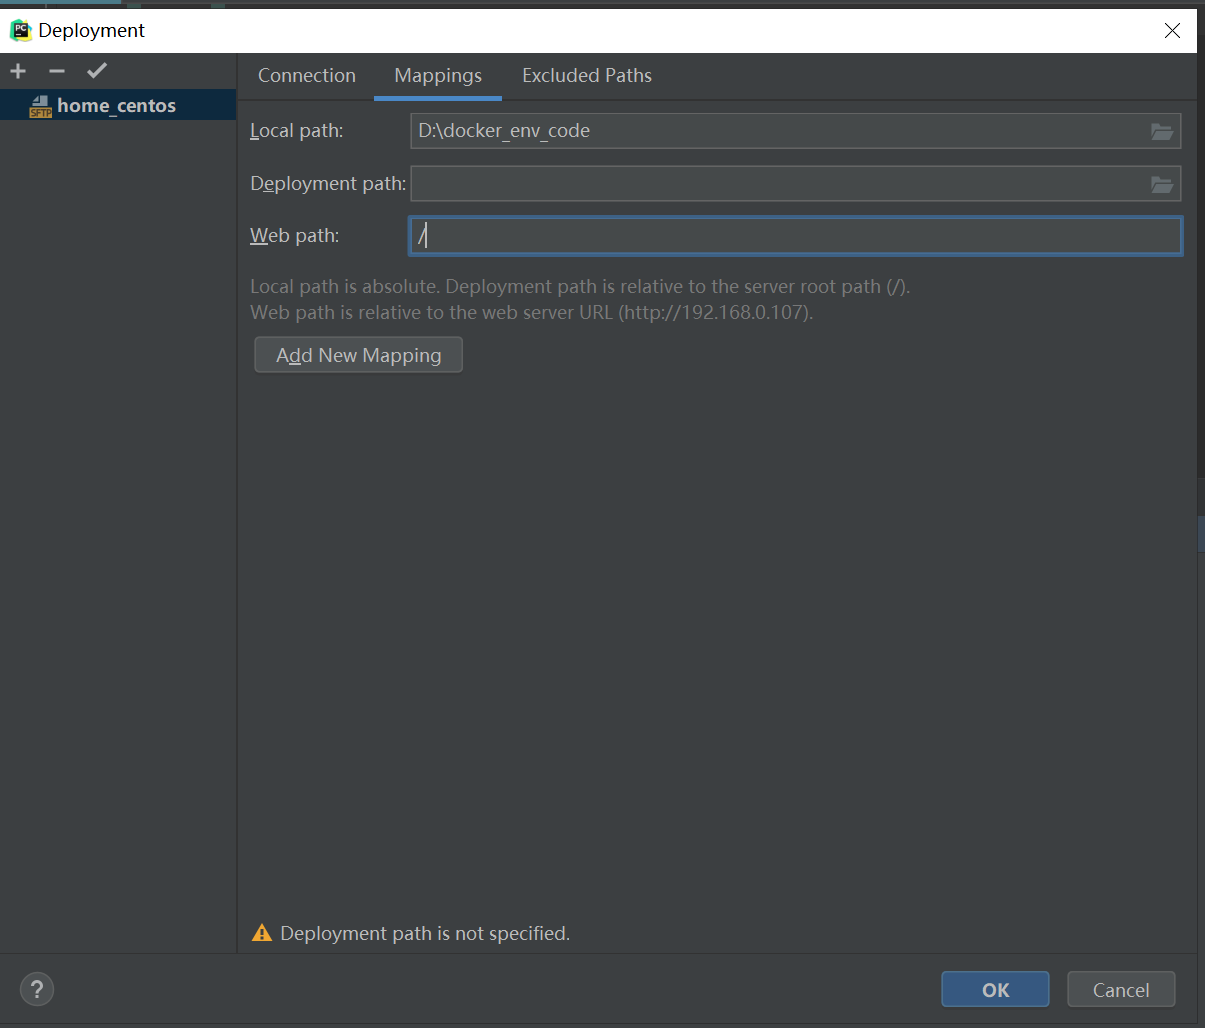 Deployment
home_centos
Connection Mappings Excluded Paths
Local path: D:\docker_env_code
Deployment path:
Web path: /
Local path is absolute. Deployment path is relative to the server root path (/).
Web path is relative to the web server URL (http://192.168.0.107).
Add New Mapping
Deployment path is not specified.
? OK Cancel